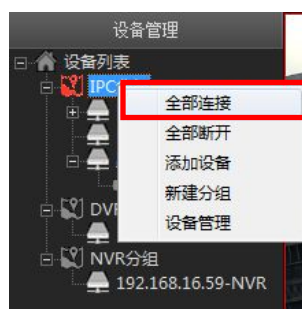 设备管理
设备列表
IPC
全部连接
全部断开
添加设备
新建分组
设备管理
DV
NVR分组
192.168.16.59-NVR